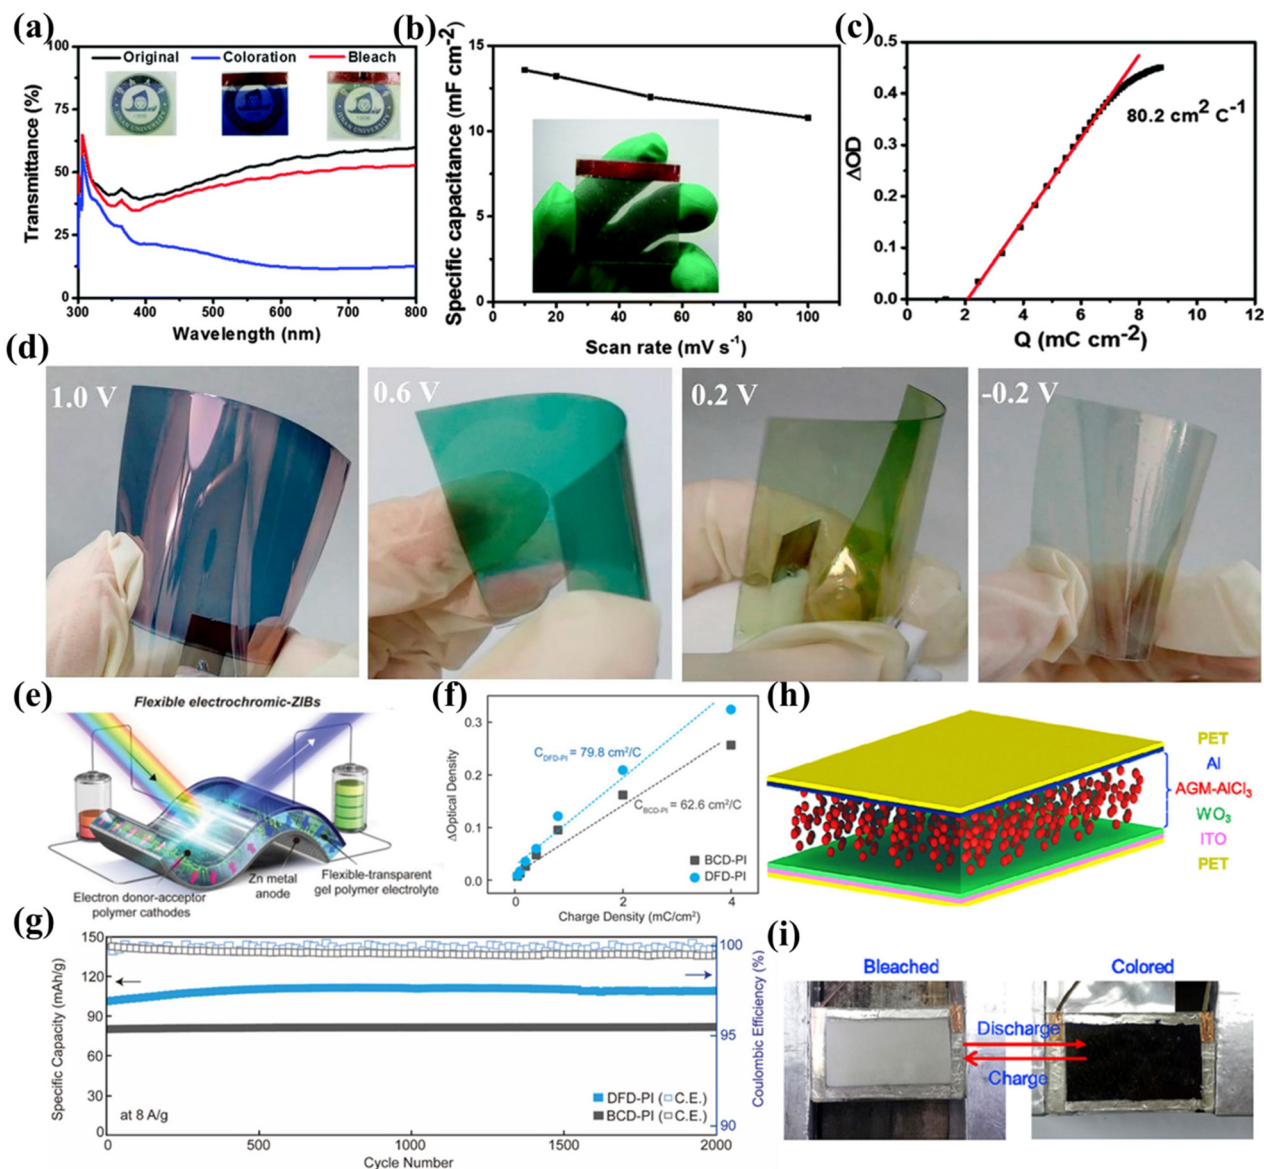 (a)
100
75
50
25
0
Transmittance (%)
Original
Coloration
Bleach
JINAN UNIVERSITY
JINAN UNIVERSITY
300 400 500 600 700 800
Wavelength (nm)
(b)
15
10
5
0
Specific capacitance (mF cm-2)
0 20 40 60 80 100
Scan rate (mV s-1)
(c)
0.5
0.4
0.3
0.2
0.1
0.0
ΔOD
80.2 cm2 C-1
0 2 4 6 8 10 12
Q (mC cm-2)
(d)
1.0 V
0.6 V
0.2 V
-0.2 V
(e)
Flexible electrochromic-ZIBs
Electron donor-acceptor
polymer cathodes
Zn metal
anode
Flexible-transparent
gel polymer electrolyte
(f)
0.3
0.2
0.1
0.0
ΔOptical Density
CDFD-PI = 79.8 cm2/C
CBCD-PI = 62.6 cm2/C
BCD-PI
DFD-PI
0 2 4
Charge Density (mC/cm2)
(h)
PET
Al
AGM-AlCl3
WO3
ITO
PET
(g)
150
120
90
60
30
0
Specific Capacity (mAh/g)
at 8 A/g
DFD-PI ( C.E.)
BCD-PI ( C.E.)
100
95
90
Coulombic Efficiency (%)
0 500 1000 1500 2000
Cycle Number
(i)
Bleached
Colored
Discharge
Charge